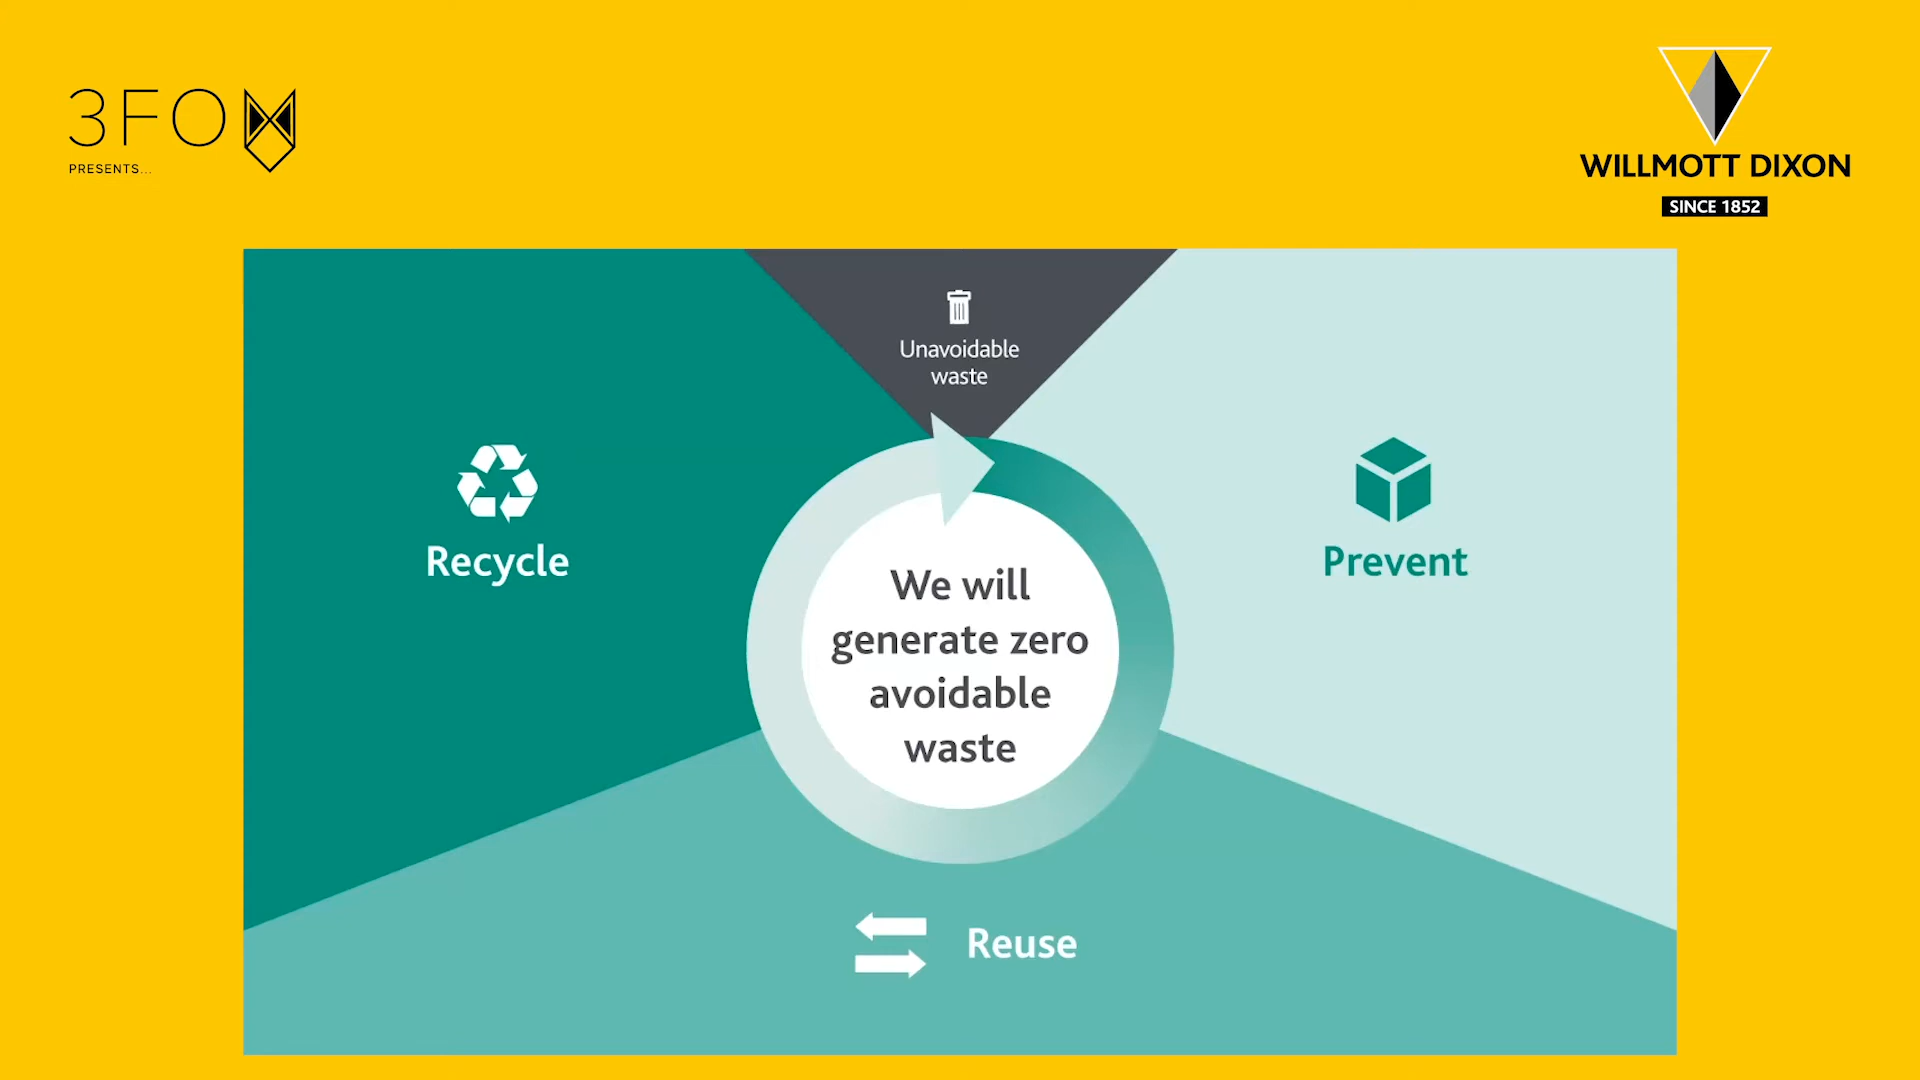 3FOX
PRESENTS...
WILLMOTT DIXON
SINCE 1852
Unavoidable
waste
Recycle
Prevent
We will
generate zero
avoidable
waste
Reuse